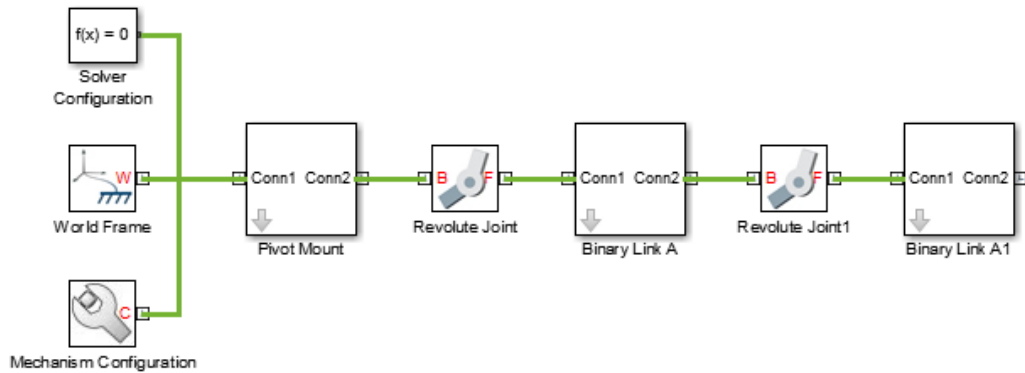 f(x) = 0
Solver
Configuration
W
World Frame
C
Mechanism Configuration
Conn1 Conn2
Pivot Mount
B F
Revolute Joint
Conn1 Conn2
Binary Link A
B F
Revolute Joint1
Conn1 Conn2
Binary Link A1